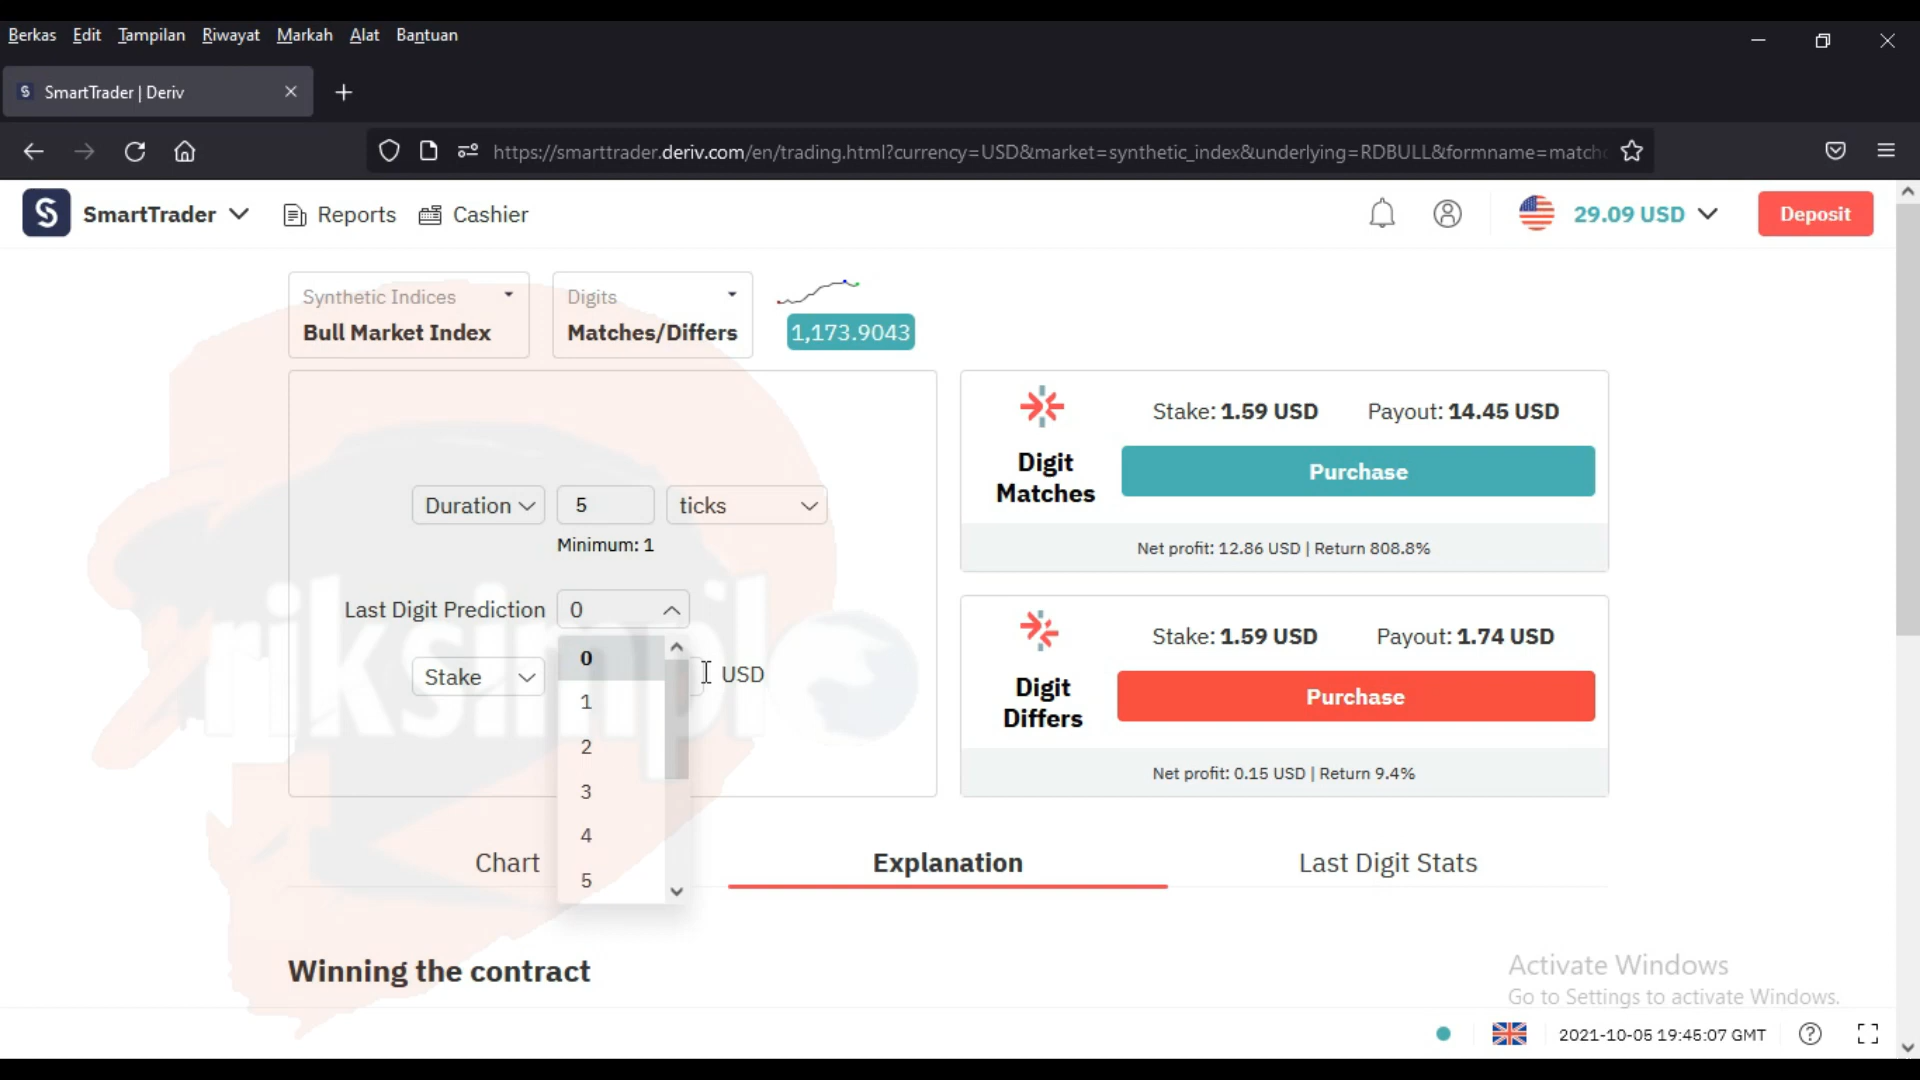 Berkas Edit Tampilan Riwayat Markah Alat Bantuan
SmartTrader | Deriv
https://smarttrader.deriv.com/en/trading.html?currency=USD&market=synthetic_index&underlying=RDBULL&formname=match
S SmartTrader Reports Cashier 29.09 USD Deposit
Synthetic Indices
Bull Market Index
Digits
Matches/Differs
1,173.9043
Duration 5 ticks
Minimum: 1
Last Digit Prediction 0
Stake USD
0
1
2
3
4
5
riksimpl
Digit
Matches
Stake: 1.59 USD Payout: 14.45 USD
Purchase
Net profit: 12.86 USD | Return 808.8%
Digit
Differs
Stake: 1.59 USD Payout: 1.74 USD
Purchase
Net profit: 0.15 USD | Return 9.4%
Chart Explanation Last Digit Stats
Winning the contract
Activate Windows
Go to Settings to activate Windows.
2021-10-05 19:45:07 GMT